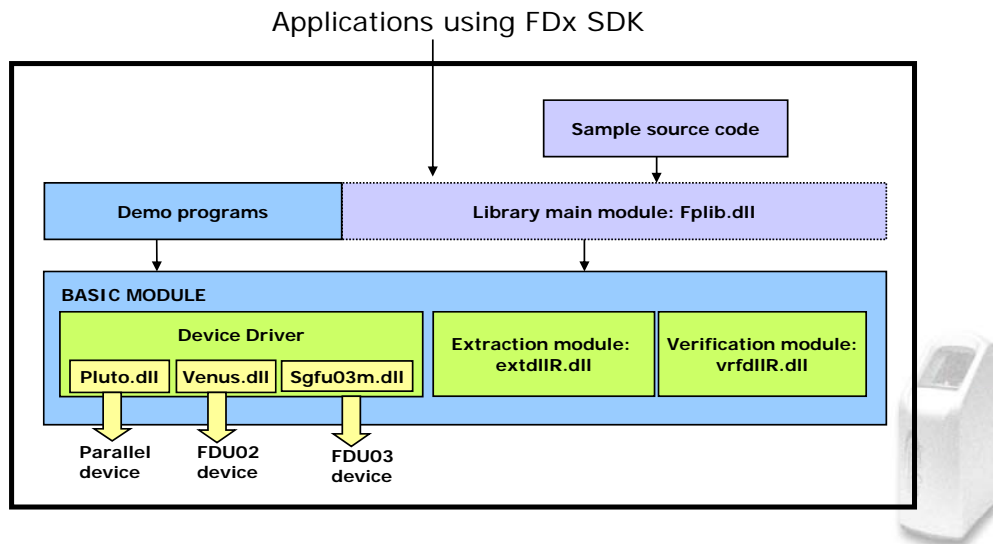 Applications using FDx SDK
Sample source code
Demo programs
Library main module: Fplib.dll
BASIC MODULE
Device Driver
Pluto.dll
Venus.dll
Sgfu03m.dll
Extraction module:
extdllR.dll
Verification module:
vrfdllR.dll
Parallel
device
FDU02
device
FDU03
device